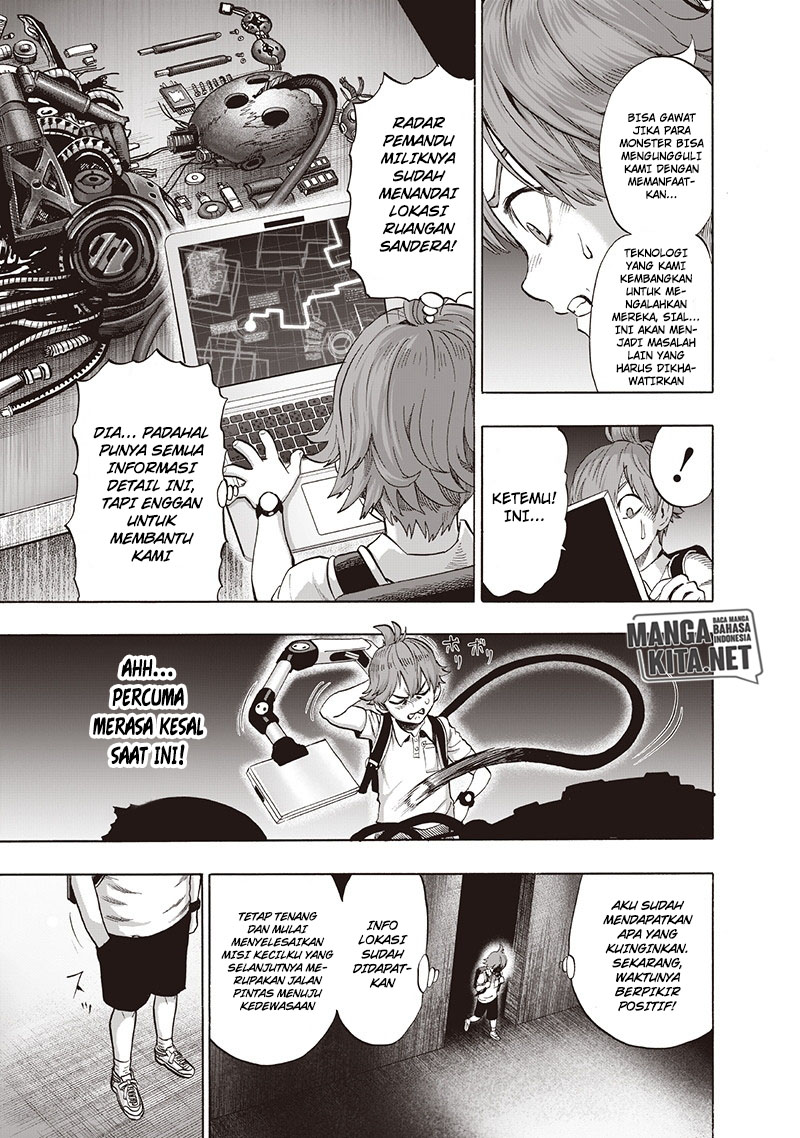 BISA GAWAT
JIKA PARA
MONSTER BISA
MENGUNGGULI
KAMI DENGAN
MEMANFAAT-
KAN...
TEKNOLOGI
YANG KAMI
KEMBANGKAN
UNTUK ME-
NGALAHKAN
MEREKA, SIAL...
INI AKAN MEN-
JADI MASALAH
LAIN YANG
HARUS DIKHA-
WATIRKAN
RADAR
PEMANDU
MILIKNYA
SUDAH
MENANDAI
LOKASI
RUANGAN
SANDERA!
DIA... PADAHAL
PUNYA SEMUA
INFORMASI
DETAIL INI,
TAPI ENGGAN
UNTUK
MEMBANTU
KAMI
!
KETEMU!
INI...
MANGA
KITA.NET
BACA MANGA
BAHASA
INDONESIA
ポリポリ
AHH...
PERCUMA
MERASA KESAL
SAAT INI!
AKU SUDAH
MENDAPATKAN
APA YANG
KUINGINKAN.
SEKARANG,
WAKTUNYA
BERPIKIR
POSITIF!
INFO
LOKASI
SUDAH
DIDAPAT-
KAN
TETAP TENANG
DAN MULAI
MENYELESAIKAN
MISI KECILKU YANG
SELANJUTNYA ME-
RUPAKAN JALAN
PINTAS MENUJU
KEDEWASAAN